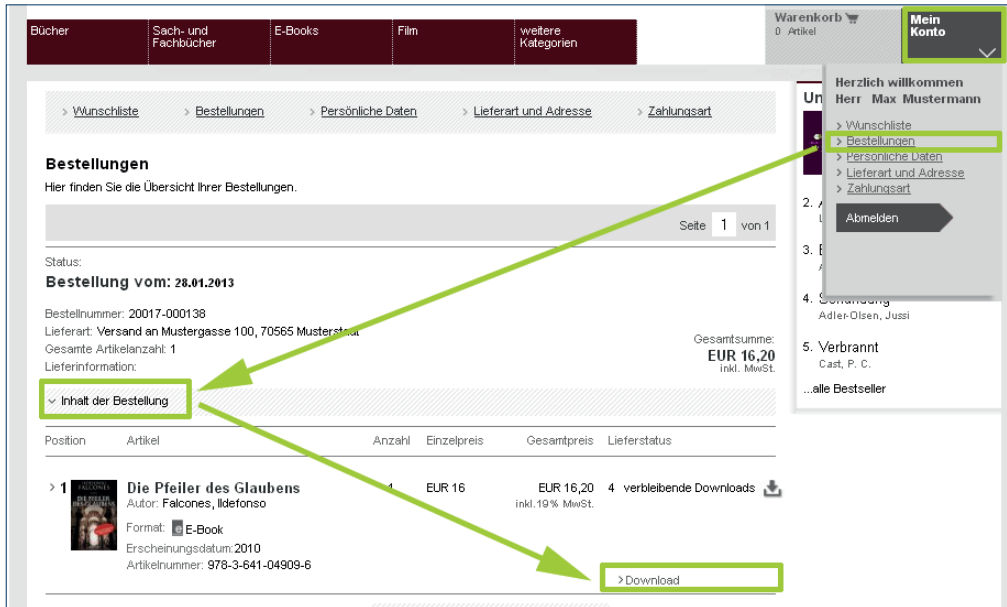 Bücher
Sach- und
Fachbücher
E-Books
Film
weitere
Kategorien
Warenkorb
0 Artikel
Mein
Konto
Herzlich willkommen
Herr Max Mustermann
> Wunschliste
> Bestellungen
> Persönliche Daten
> Lieferart und Adresse
> Zahlungsart
Abmelden
> Wunschliste
> Bestellungen
> Persönliche Daten
> Lieferart und Adresse
> Zahlungsart
Bestellungen
Hier finden Sie die Übersicht Ihrer Bestellungen.
Seite 1 von 1
Status:
Bestellung vom: 28.01.2013
Bestellnummer: 20017-000138
Lieferart: Versand an Mustergasse 100, 70565 Musterstadt
Gesamte Artikelanzahl: 1
Lieferinformation:
Gesamtsumme:
EUR 16,20
inkl. MwSt.
Inhalt der Bestellung
Position Artikel Anzahl Einzelpreis Gesamtpreis Lieferstatus
> 1 Die Pfeiler des Glaubens EUR 16 EUR 16,20 4 verbleibende Downloads
Autor: Falcones, Ildefonso inkl.19% MwSt.
Format: e E-Book
Erscheinungsdatum:2010
Artikelnummer: 978-3-641-04909-6
>Download
Un
2.
3.
4.
Adler-Olsen, Jussi
5. Verbrannt
Cast, P. C.
...alle Bestseller